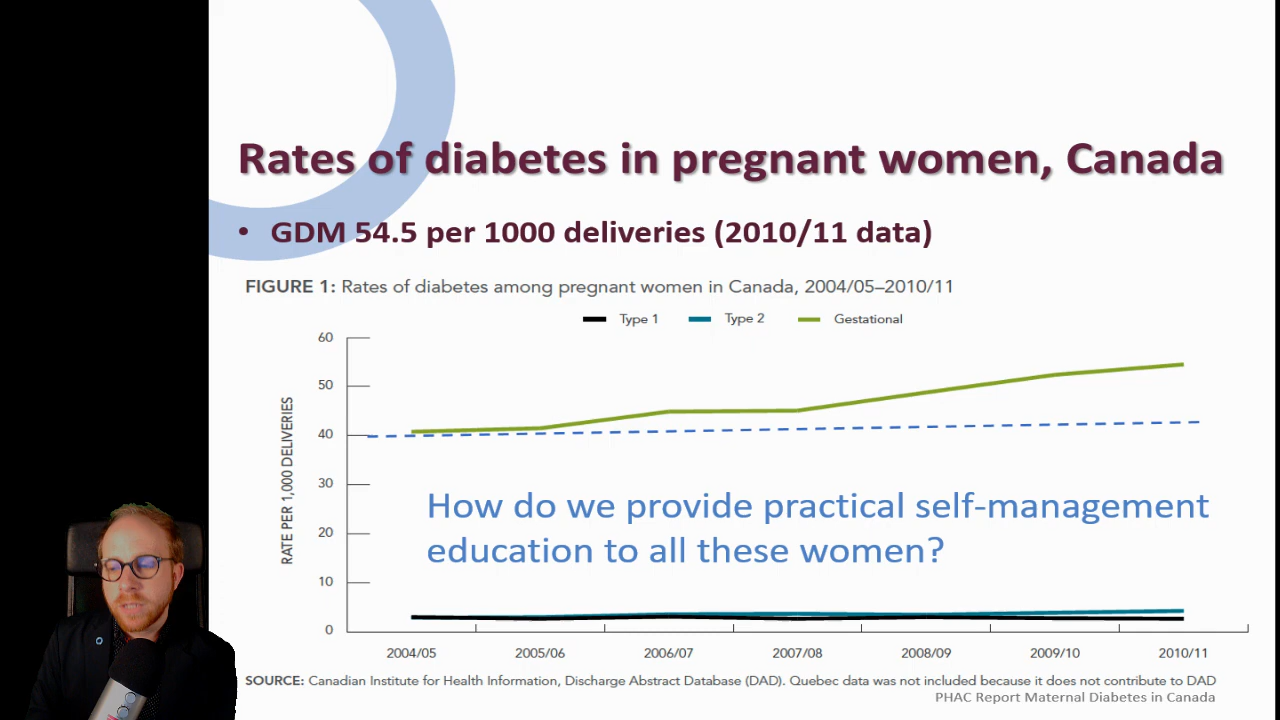 Rates of diabetes in pregnant women, Canada
• GDM 54.5 per 1000 deliveries (2010/11 data)
FIGURE 1: Rates of diabetes among pregnant women in Canada, 2004/05–2010/11
Type 1 Type 2 Gestational
60
50
40
30
20
10
0
RATE PER 1,000 DELIVERIES
How do we provide practical self-management
education to all these women?
2004/05 2005/06 2006/07 2007/08 2008/09 2009/10 2010/11
SOURCE: Canadian Institute for Health Information, Discharge Abstract Database (DAD). Quebec data was not included because it does not contribute to DAD
PHAC Report Maternal Diabetes in Canada